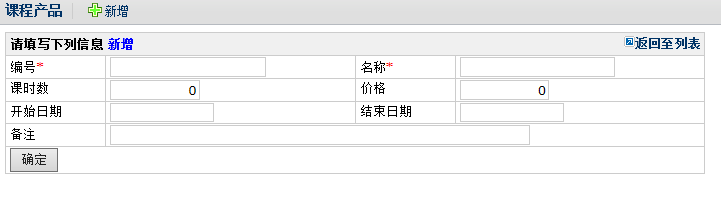 课程产品 新增
请填写下列信息 新增 返回至列表
编号* 名称*
课时数 0 价格 0
开始日期 结束日期
备注
确定